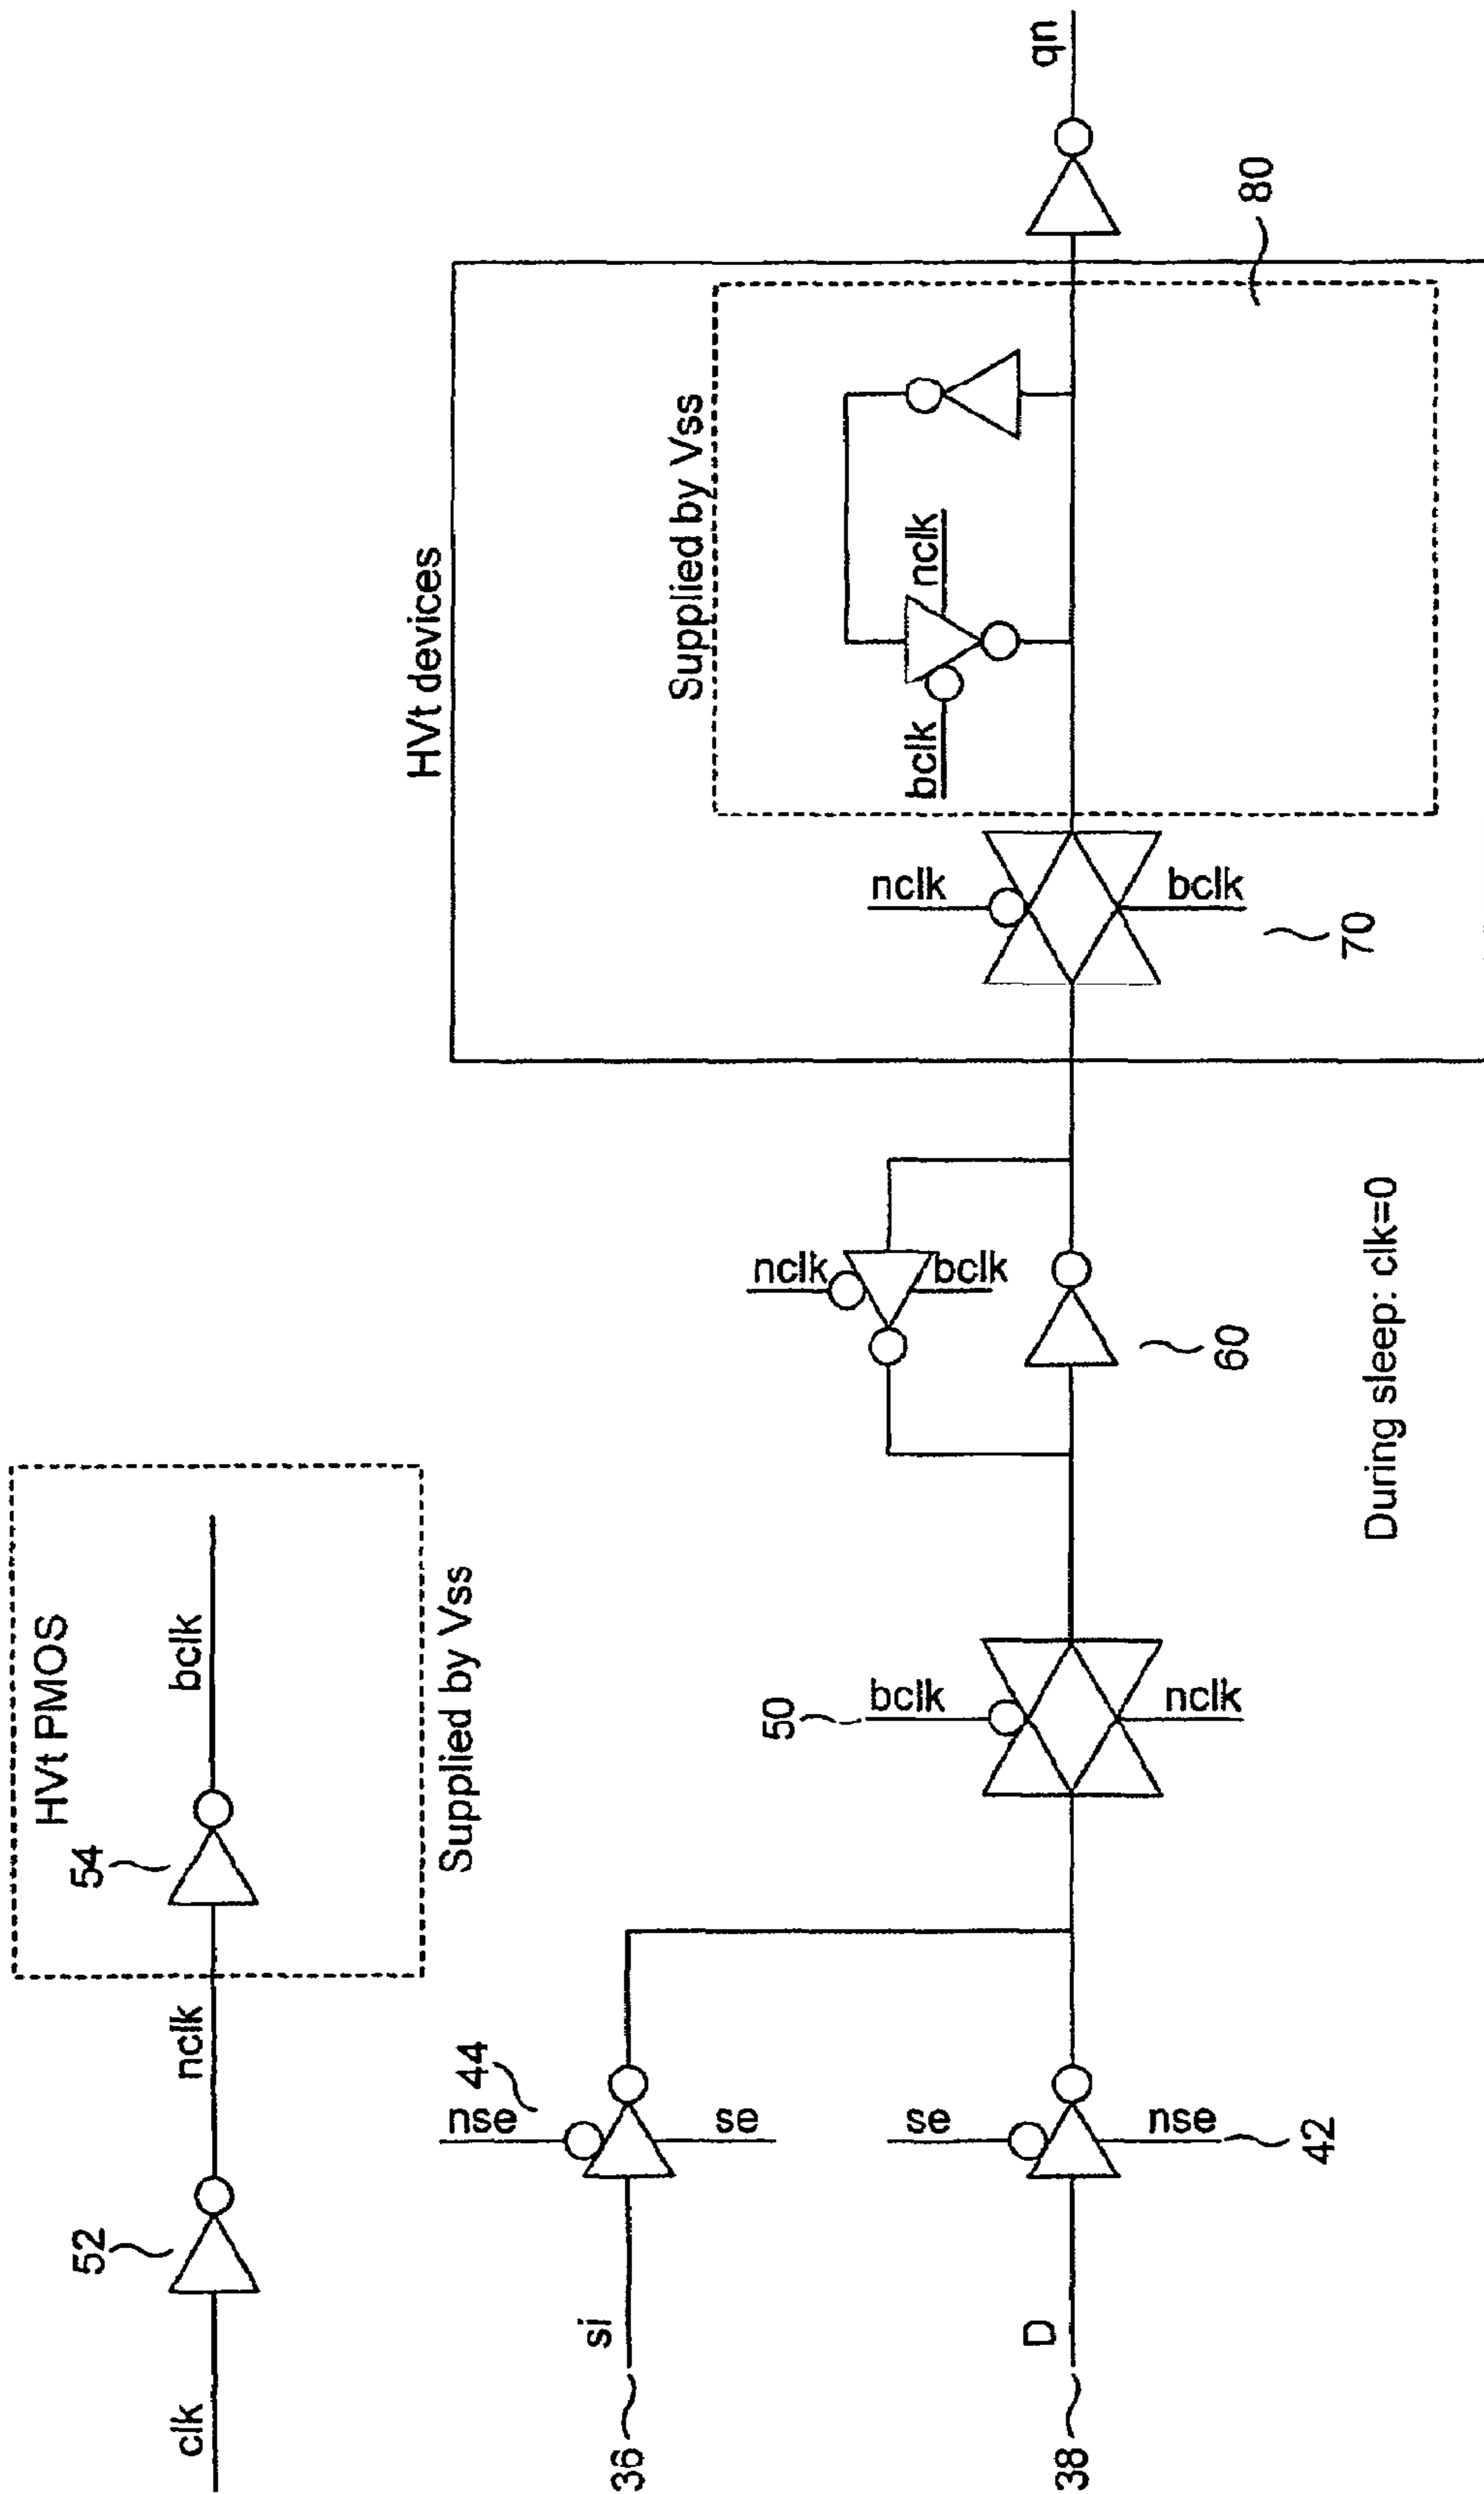 HVt PMOS
54
bclk
52
clk
nclk
Supplied by Vss
44
nse
se
si
36
se
nse
42
D
38
50
bclk
nclk
nclk
bclk
60
During sleep: clk=0
HVt devices
Supplied by Vss
bclk
nclk
nclk
bclk
70
80
qn